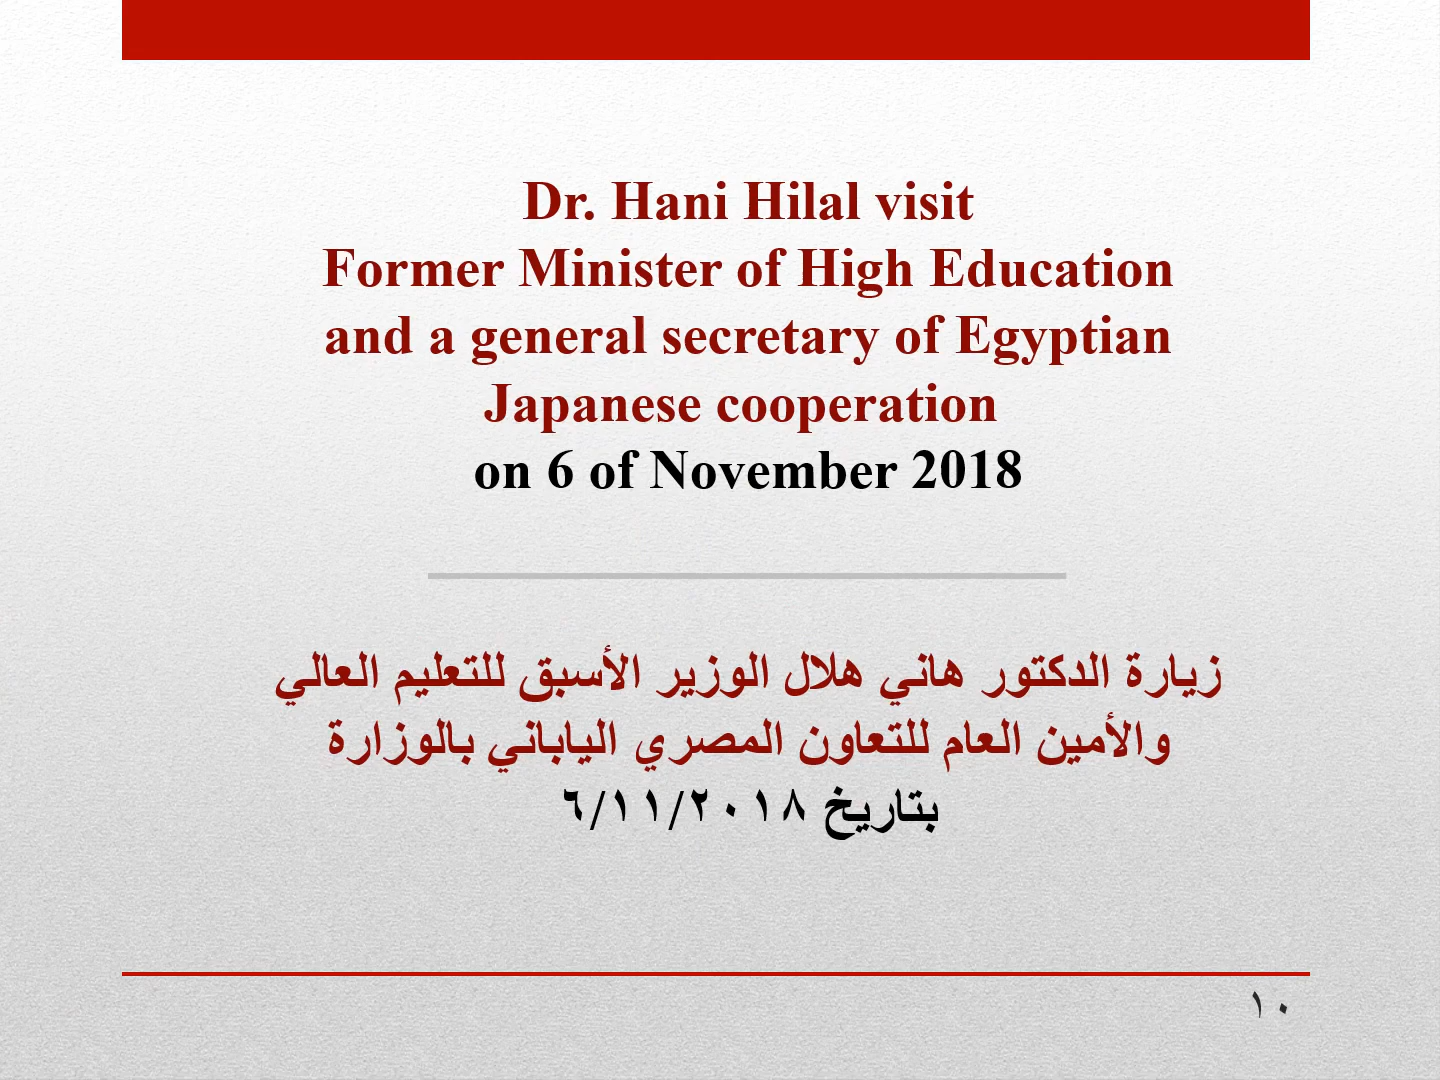 Dr. Hani Hilal visit
Former Minister of High Education
and a general secretary of Egyptian
Japanese cooperation
on 6 of November 2018
زيارة الدكتور هاني هلال الوزير الأسبق للتعليم العالي
والأمين العام للتعاون المصري الياباني بالوزارة
بتاريخ ٦/١١/٢٠١٨
١٠